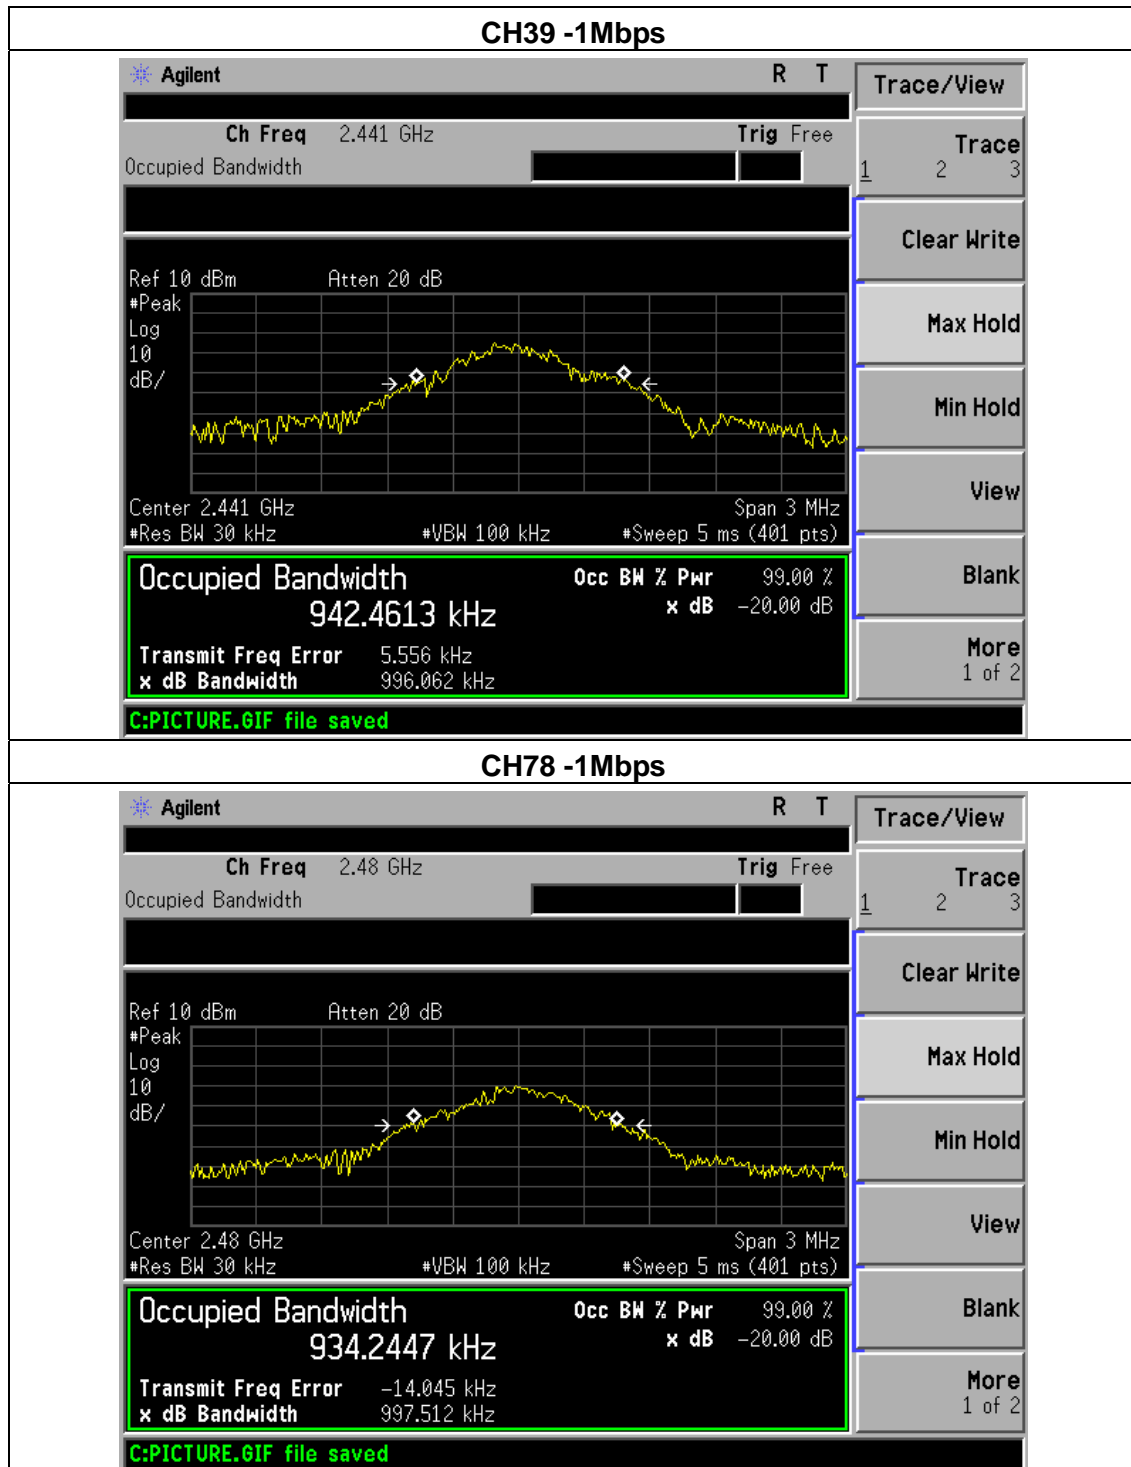 CH39 -1Mbps
Agilent R T
Trace/View
Ch Freq 2.441 GHz Trig Free
Occupied Bandwidth
Trace
1 2 3
Clear Write
Ref 10 dBm Atten 20 dB
#Peak
Log
10
dB/
Max Hold
Min Hold
View
Center 2.441 GHz Span 3 MHz
#Res BW 30 kHz #VBW 100 kHz #Sweep 5 ms (401 pts)
Occupied Bandwidth Occ BW % Pwr 99.00 %
942.4613 kHz x dB -20.00 dB
Blank
Transmit Freq Error 5.556 kHz
x dB Bandwidth 996.062 kHz
More
1 of 2
C:PICTURE.GIF file saved
CH78 -1Mbps
Agilent R T
Trace/View
Ch Freq 2.48 GHz Trig Free
Occupied Bandwidth
Trace
1 2 3
Clear Write
Ref 10 dBm Atten 20 dB
#Peak
Log
10
dB/
Max Hold
Min Hold
View
Center 2.48 GHz Span 3 MHz
#Res BW 30 kHz #VBW 100 kHz #Sweep 5 ms (401 pts)
Occupied Bandwidth Occ BW % Pwr 99.00 %
934.2447 kHz x dB -20.00 dB
Blank
Transmit Freq Error -14.045 kHz
x dB Bandwidth 997.512 kHz
More
1 of 2
C:PICTURE.GIF file saved